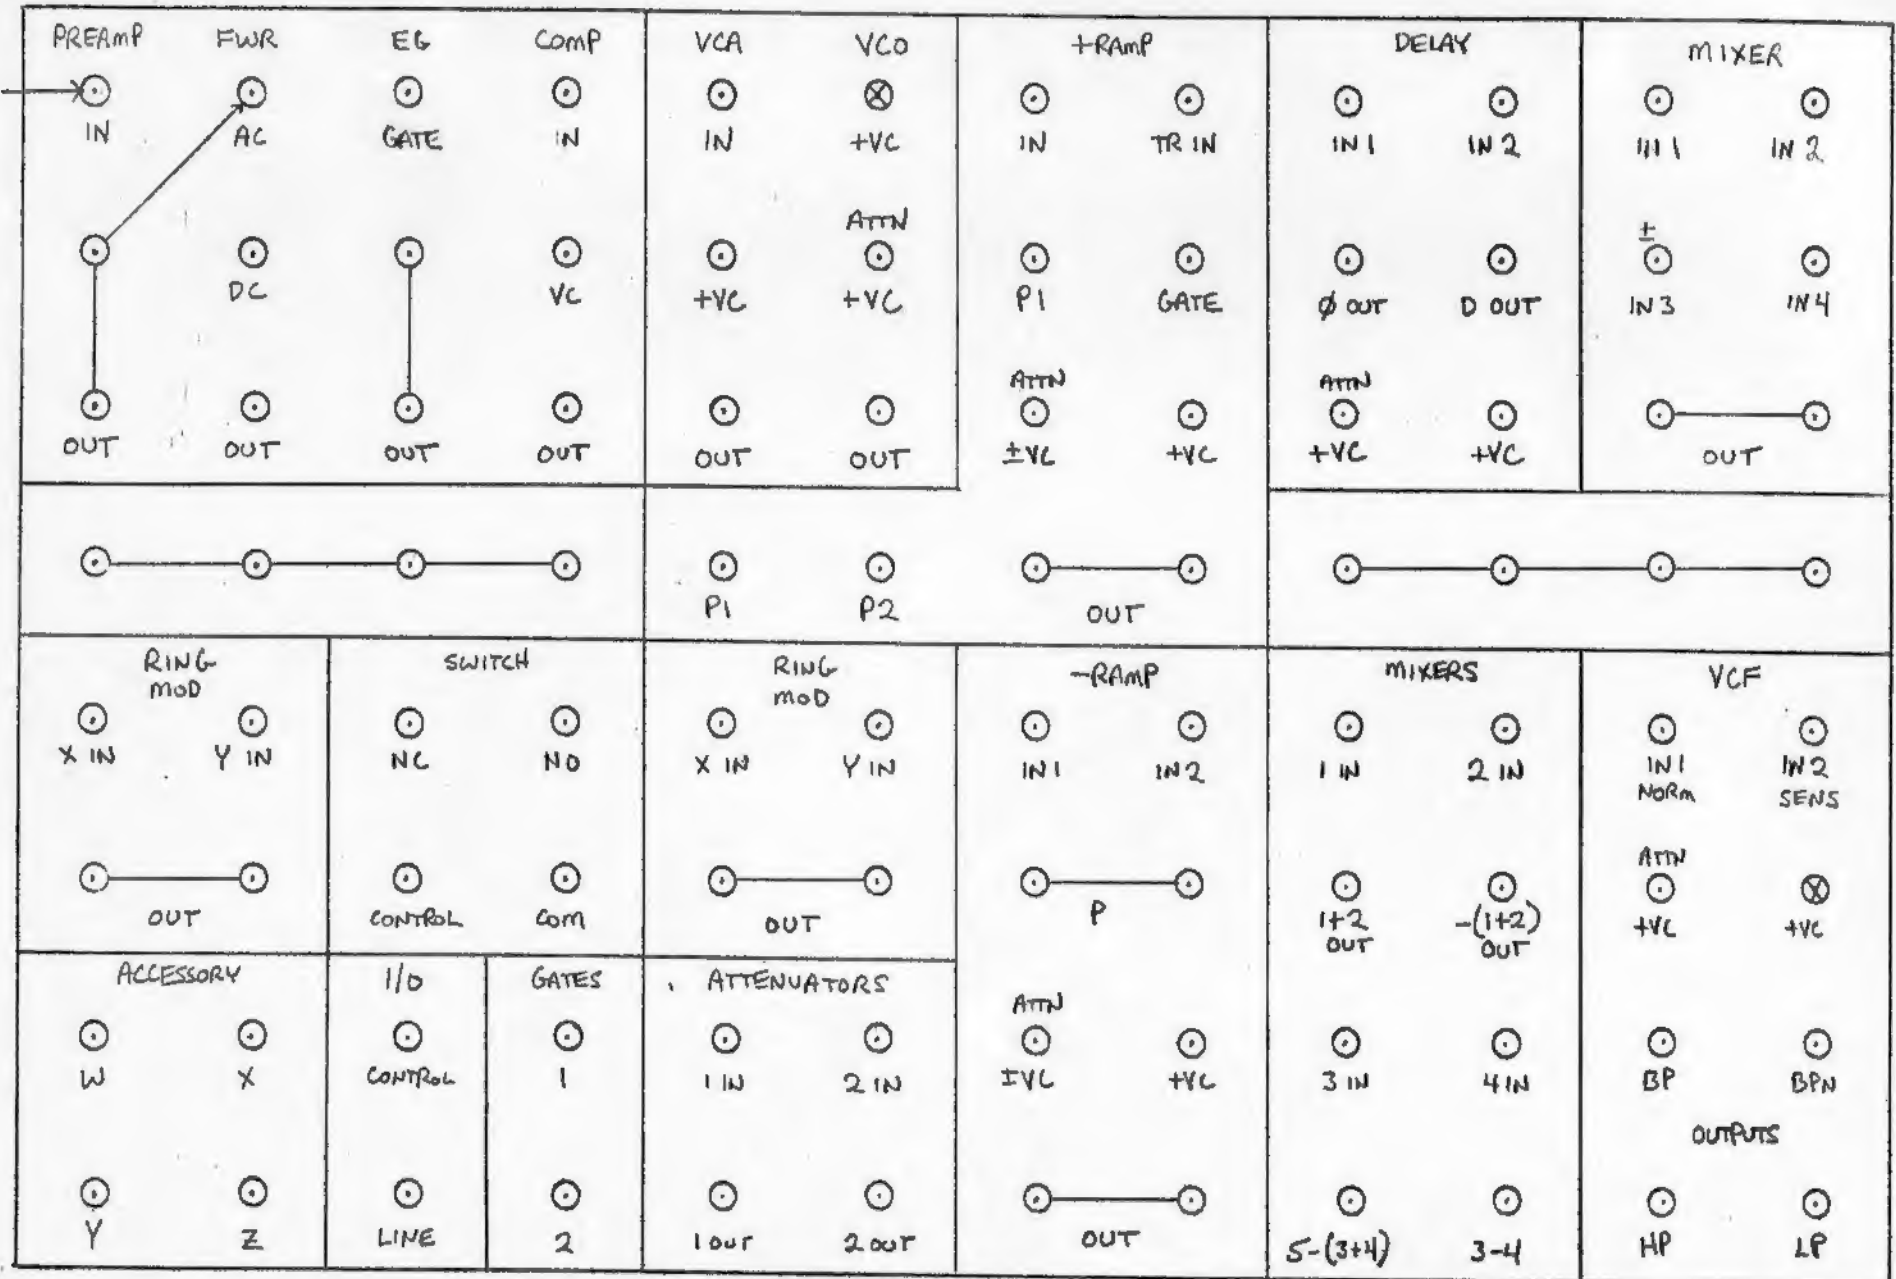 PREAMP FWR EG COMP VCA VCO +RAMP DELAY MIXER
IN AC GATE IN IN +VC IN TR IN IN 1 IN 2 IN 1 IN 2
ATTN ±
DC VC +VC +VC P1 GATE Ø OUT D OUT IN 3 IN 4
ATTN ATTN
OUT OUT OUT OUT OUT OUT ±VC +VC +VC +VC OUT
P1 P2 OUT
RING MOD SWITCH RING MOD -RAMP MIXERS VCF
X IN Y IN NC NO X IN Y IN IN 1 IN 2 1 IN 2 IN IN 1 NORM IN 2 SENS
ATTN
OUT CONTROL COM OUT P 1+2 OUT -(1+2) OUT +VC +VC
ACCESSORY I/O GATES ATTENUATORS
ATTN
W X CONTROL 1 1 IN 2 IN ±VC +VC 3 IN 4 IN BP BPN
OUTPUTS
Y Z LINE 2 1 OUT 2 OUT OUT 5-(3+4) 3-4 HP LP